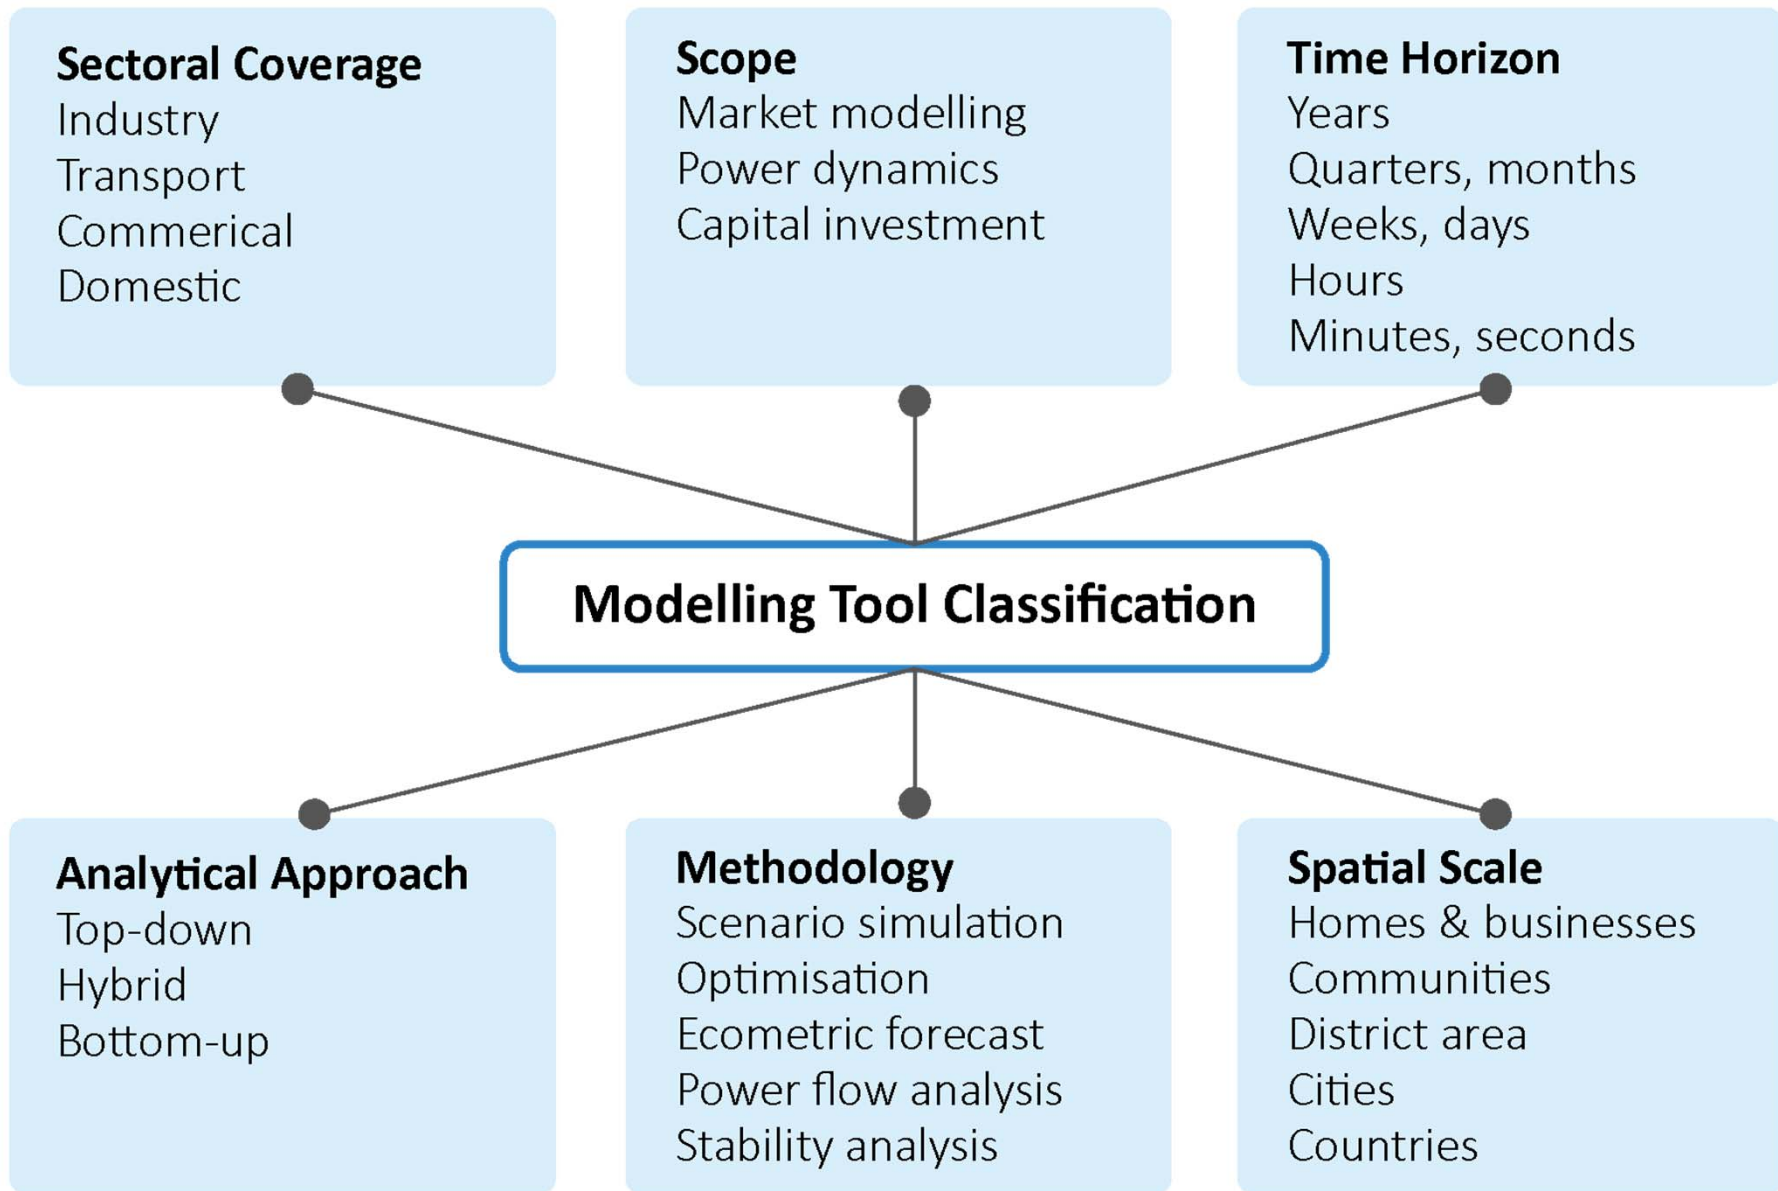 Sectoral Coverage
Industry
Transport
Commerical
Domestic
Scope
Market modelling
Power dynamics
Capital investment
Time Horizon
Years
Quarters, months
Weeks, days
Hours
Minutes, seconds
Modelling Tool Classification
Analytical Approach
Top-down
Hybrid
Bottom-up
Methodology
Scenario simulation
Optimisation
Ecometric forecast
Power flow analysis
Stability analysis
Spatial Scale
Homes & businesses
Communities
District area
Cities
Countries